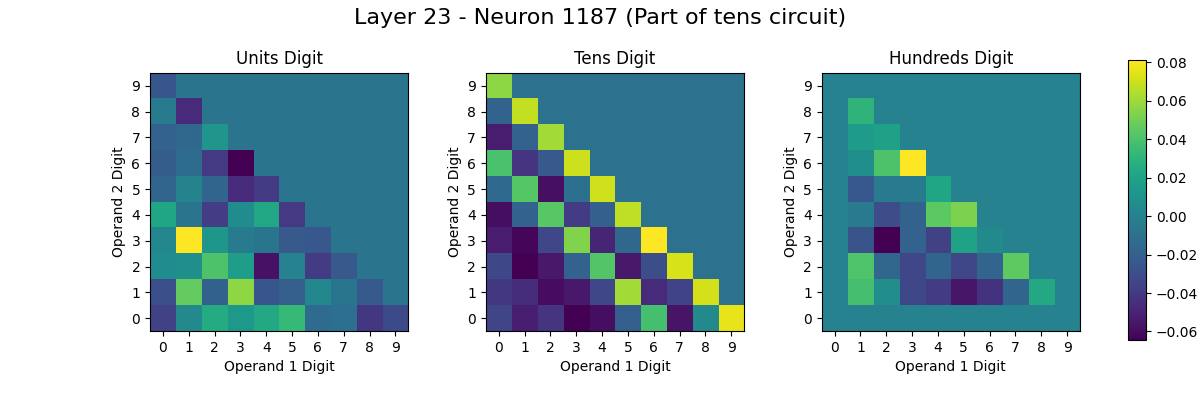 Layer 23 - Neuron 1187 (Part of tens circuit)
Units Digit
Tens Digit
Hundreds Digit
Operand 2 Digit
9
8
7
6
5
4
3
2
1
0
0 1 2 3 4 5 6 7 8 9
Operand 1 Digit
Operand 2 Digit
9
8
7
6
5
4
3
2
1
0
0 1 2 3 4 5 6 7 8 9
Operand 1 Digit
Operand 2 Digit
9
8
7
6
5
4
3
2
1
0
0 1 2 3 4 5 6 7 8 9
Operand 1 Digit
0.08
0.06
0.04
0.02
0.00
−0.02
−0.04
−0.06